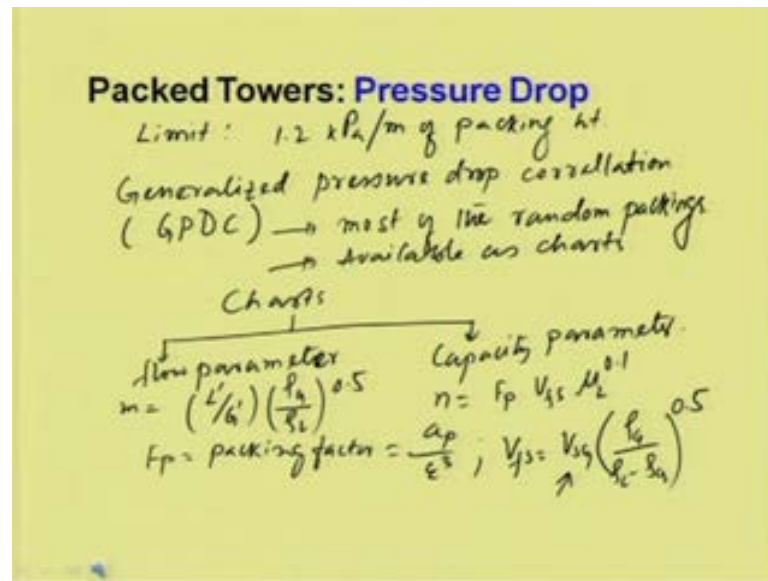 Packed Towers: Pressure Drop
Limit: 1.2 kPa/m of packing ht.
Generalized pressure drop correllation
(GPDC) → most of the random packings
→ Available as charts
Charts
flow parameter
m = (L'/G') (ρG/ρL)^0.5
Capacity parameter.
n = Fp Vgs μL^0.1
Fp = packing factor = ap/ε³ ; Vgs = VsG (ρG/ρL-ρG)^0.5